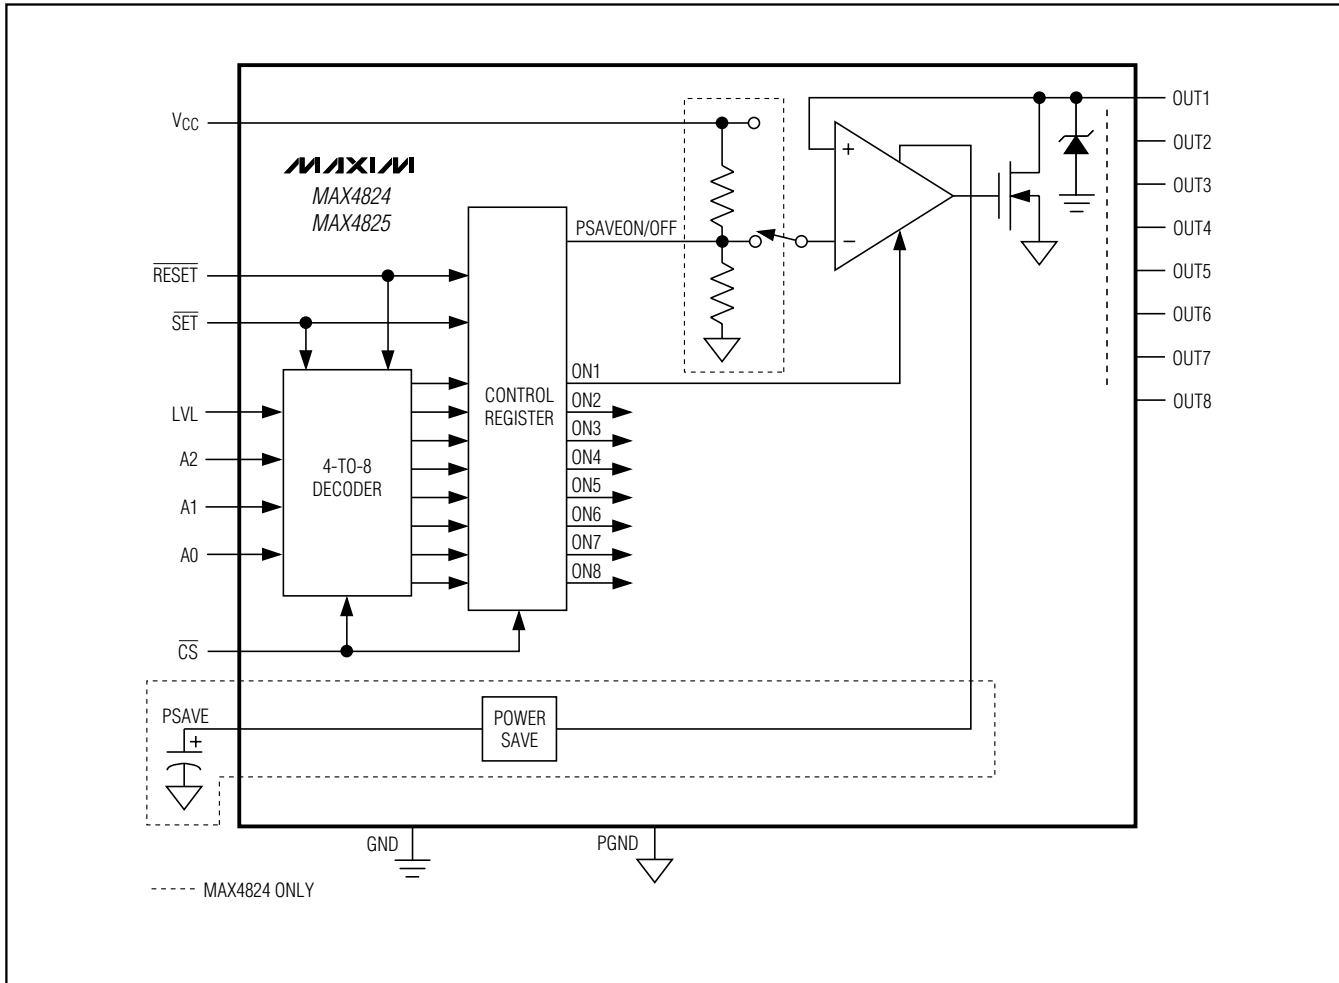 VCC
MAXIM
MAX4824
MAX4825
RESET
SET
LVL
A2
A1
A0
CS
4-TO-8
DECODER
CONTROL
REGISTER
PSAVEON/OFF
ON1
ON2
ON3
ON4
ON5
ON6
ON7
ON8
+
−
OUT1
OUT2
OUT3
OUT4
OUT5
OUT6
OUT7
OUT8
PSAVE
+
POWER
SAVE
GND
PGND
MAX4824 ONLY